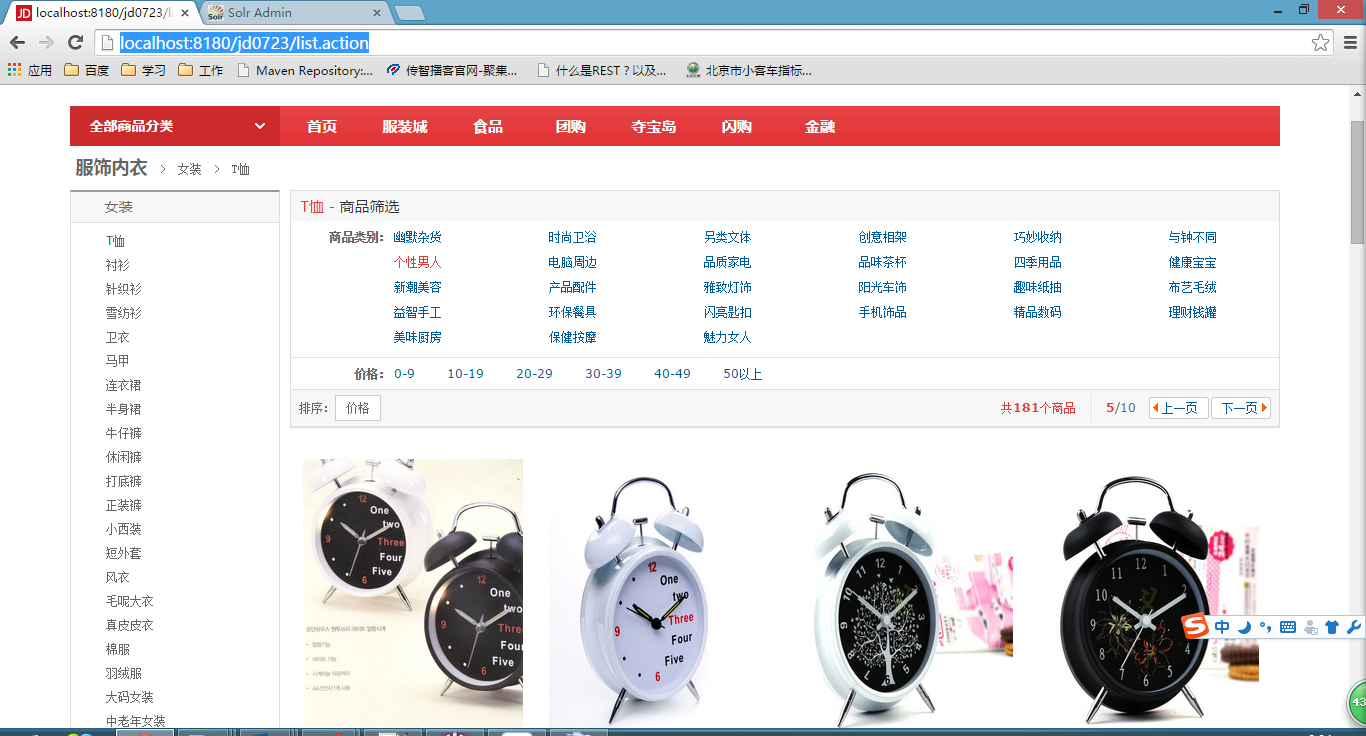 JD localhost:8180/jd0723/li × Solr Solr Admin ×
localhost:8180/jd0723/list.action
应用 百度 学习 工作 Maven Repository:... 传智播客官网-聚集... 什么是REST？以及... 北京市小客车指标...
全部商品分类 首页 服装城 食品 团购 夺宝岛 闪购 金融
服饰内衣 > 女装 > T恤
女装
T恤
衬衫
针织衫
雪纺衫
卫衣
马甲
连衣裙
半身裙
牛仔裤
休闲裤
打底裤
正装裤
小西装
短外套
风衣
毛呢大衣
真皮皮衣
棉服
羽绒服
大码女装
中老年女装
T恤 - 商品筛选
商品类别: 幽默杂货 时尚卫浴 另类文体 创意相架 巧妙收纳 与钟不同
个性男人 电脑周边 品质家电 品味茶杯 四季用品 健康宝宝
新潮美容 产品配件 雅致灯饰 阳光车饰 趣味纸抽 布艺毛绒
益智手工 环保餐具 闪亮匙扣 手机饰品 精品数码 理财钱罐
美味厨房 保健按摩 魅力女人
价格: 0-9 10-19 20-29 30-39 40-49 50以上
排序: 价格 共181个商品 5/10 上一页 下一页
12 One two Three Four Five 6 9
12 One two Three Four Five 6 9
12 One two Three Four Five 6 9
S 中
43